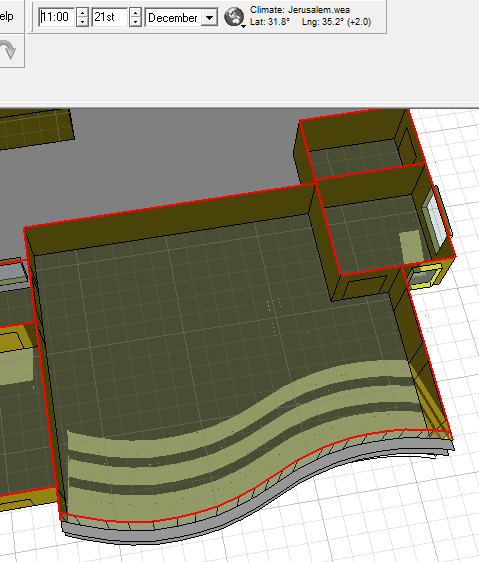 elp
11:00 21st December Climate: Jerusalem.wea
Lat: 31.8° Lng: 35.2° (+2.0)